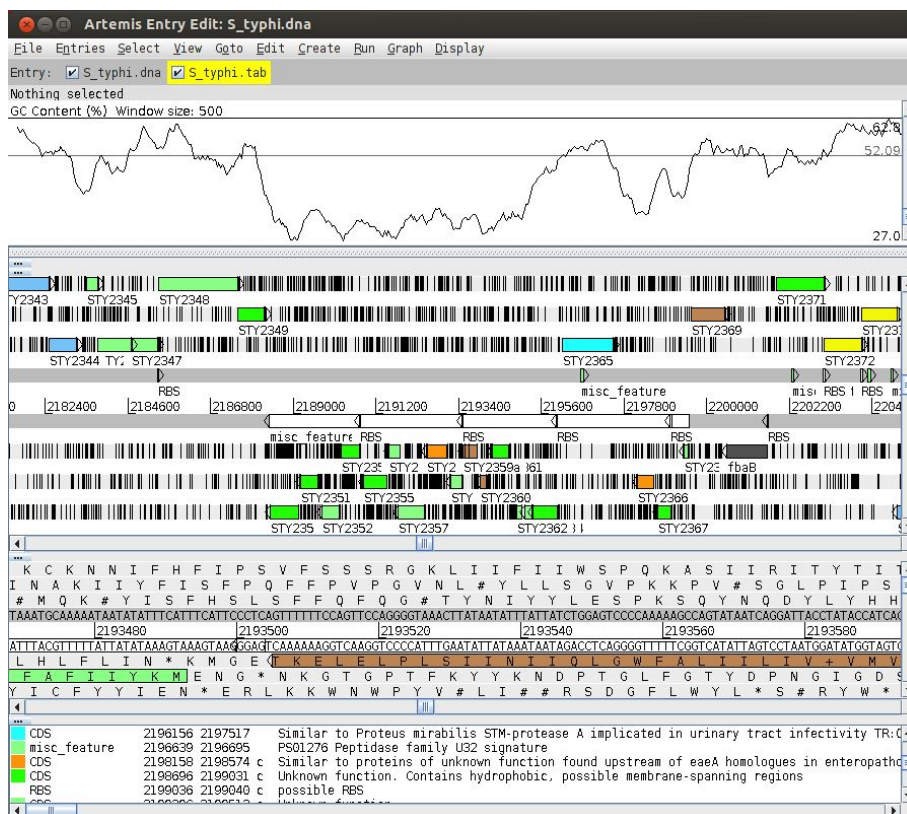 Artemis Entry Edit: S_typhi.dna
File Entries Select View Goto Edit Create Run Graph Display
Entry: S_typhi.dna S_typhi.tab
Nothing selected
GC Content (%) Window size: 500
62.8
52.09
27.0
STY2345 STY2348 STY2371
STY2349 STY2369
STY2344 STY2347 STY2365 STY2372
RBS misc_feature RBS RBS
2182400 2184600 2186800 2189000 2191200 2193400 2195600 2197800 2200000 2202200
misc feature RBS RBS RBS RBS RBS
STY2359a fbaB
STY2351 STY2355 STY STY2360 STY2366
STY2352 STY2357 STY2362 STY2367
K C K N N I F H F I P S V F S S S R G K L I I F I I W S P Q K A S I I R I T Y T I
I N A K I I Y F I S F P Q F F P V P G V N L # Y L L S G V P K K P V # S G L P I P S
# M Q K # Y I S F H S L S F F Q F Q G # T Y N I Y Y L E S P K S Q Y N Q D Y L Y H H
2193480 2193500 2193520 2193540 2193560 2193580
L H L F L I N * K M G E T K E L E L P L S I I N I I Q L G W F A L I I L I V + V M V
F A F I I Y K M E N G * N K G T G P T F K Y Y K N D P T G L F G T Y D P N G I G D S
Y I C F Y Y I E N * E R L K K W N W P Y V # L I # # R S D G F L W Y L * S # R Y W *
CDS 2196156 2197517 Similar to Proteus mirabilis STM-protease A implicated in urinary tract infectivity
misc_feature 2196639 2196695 PS01276 Peptidase family U32 signature
CDS 2198158 2198574 c Similar to proteins of unknown function found upstream of eaeA homologues in
CDS 2198696 2199031 c Unknown function. Contains hydrophobic, possible membrane-spanning regions
RBS 2199036 2199040 c possible RBS